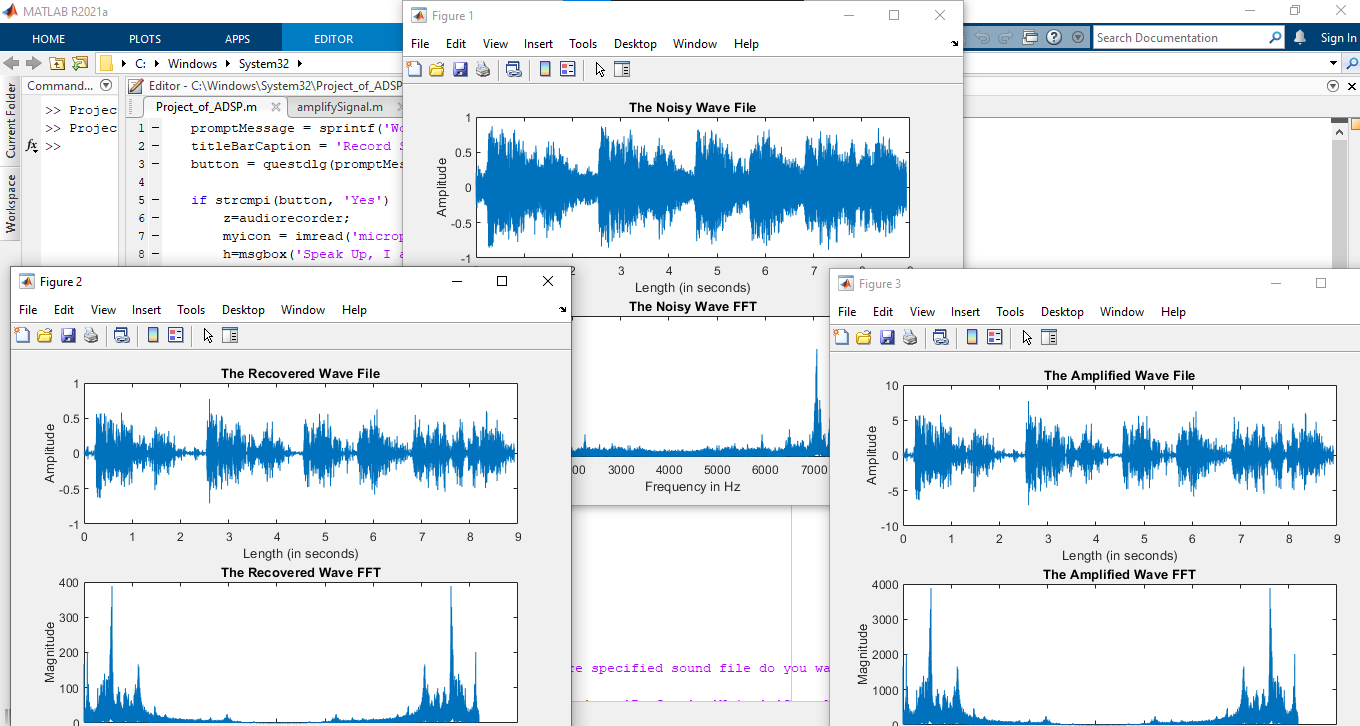 MATLAB R2021a
HOME PLOTS APPS EDITOR
Search Documentation
Sign In
C: Windows System32
Command...
Current Folder
Workspace
>> Projec
>> Projec
fx >>
Editor - C:\Windows\System32\Project_of_ADSP
Project_of_ADSP.m amplifySignal.m
1 promptMessage = sprintf('Wo
2 titleBarCaption = 'Record S
3 button = questdlg(promptMes
4
5 if strcmpi(button, 'Yes')
6 z=audiorecorder;
7 myicon = imread('microp
8 h=msgbox('Speak Up, I a
Figure 1
File Edit View Insert Tools Desktop Window Help
The Noisy Wave File
Amplitude
1
0.5
0
-0.5
-1
2 3 4 5 6 7 8 9
Length (in seconds)
The Noisy Wave FFT
00 3000 4000 5000 6000 7000
Frequency in Hz
Figure 2
File Edit View Insert Tools Desktop Window Help
The Recovered Wave File
Amplitude
1
0.5
0
-0.5
-1
0 1 2 3 4 5 6 7 8 9
Length (in seconds)
The Recovered Wave FFT
Magnitude
400
300
200
100
0
Figure 3
File Edit View Insert Tools Desktop Window Help
The Amplified Wave File
Amplitude
10
5
0
-5
-10
0 1 2 3 4 5 6 7 8 9
Length (in seconds)
The Amplified Wave FFT
Magnitude
4000
3000
2000
1000
0
re specified sound file do you wa